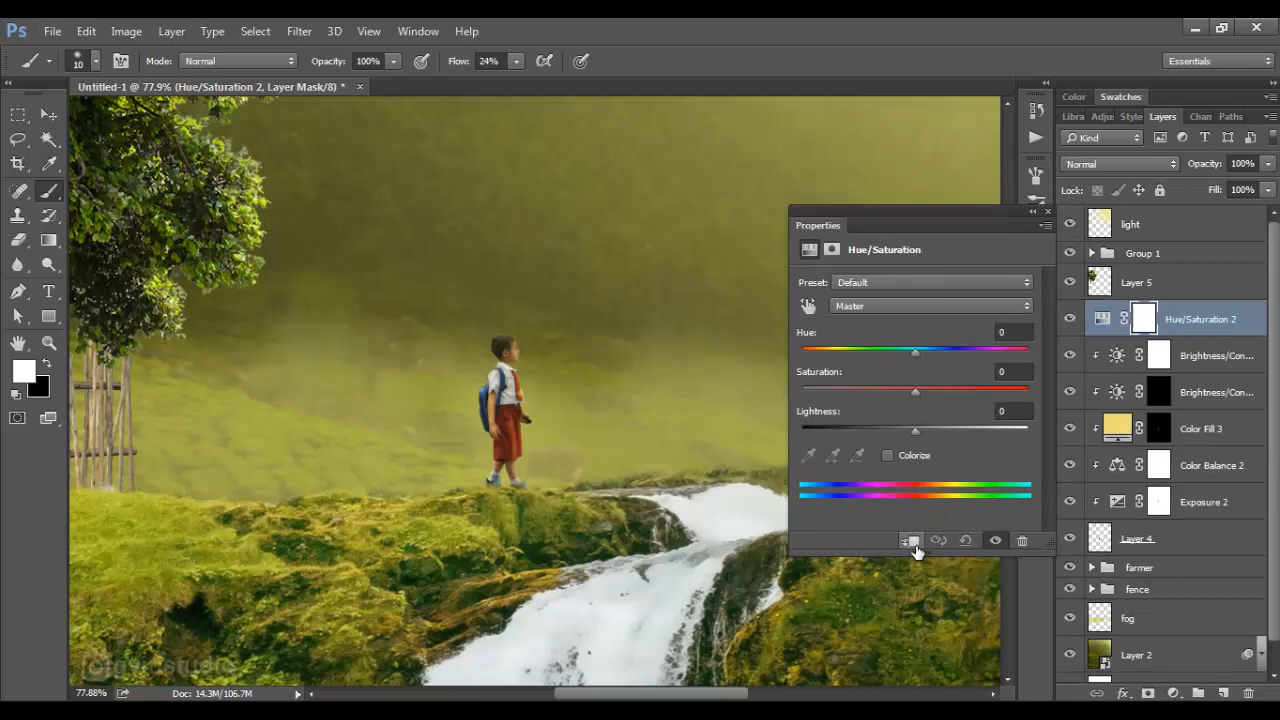 Ps File Edit Image Layer Type Select Filter 3D View Window Help
10 Mode: Normal Opacity: 100% Flow: 24% Essentials
Untitled-1 @ 77.9% (Hue/Saturation 2, Layer Mask/8) *
Color Swatches
Libra Adjus Style Layers Chan Paths
Kind
Normal Opacity: 100%
Lock: Fill: 100%
light
Group 1
Layer 5
Hue/Saturation 2
Brightness/Con...
Brightness/Con...
Color Fill 3
Color Balance 2
Exposure 2
Layer 4
farmer
fence
fog
Layer 2
Properties
Hue/Saturation
Preset: Default
Master
Hue: 0
Saturation: 0
Lightness: 0
Colorize
77.88% Doc: 14.3M/106.7M